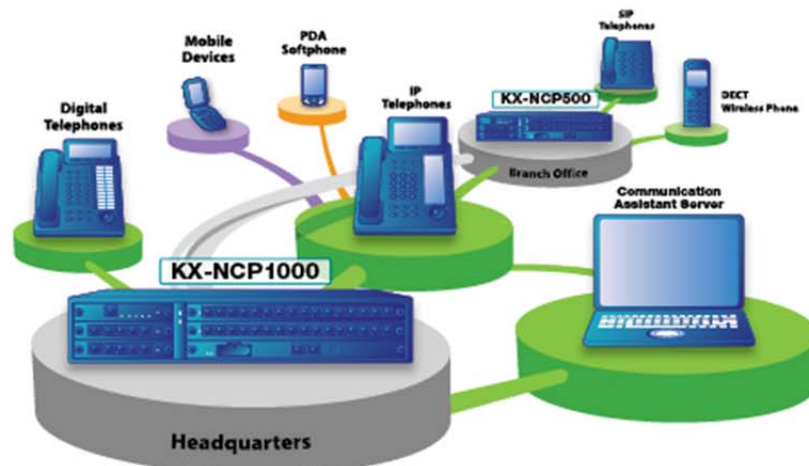 SIP
Telephones
PDA
Softphone
Mobile
Devices
IP
Telephones
KX-NCP500
DECT
Wireless Phone
Digital
Telephones
Branch Office
Communication
Assistant Server
KX-NCP1000
Headquarters